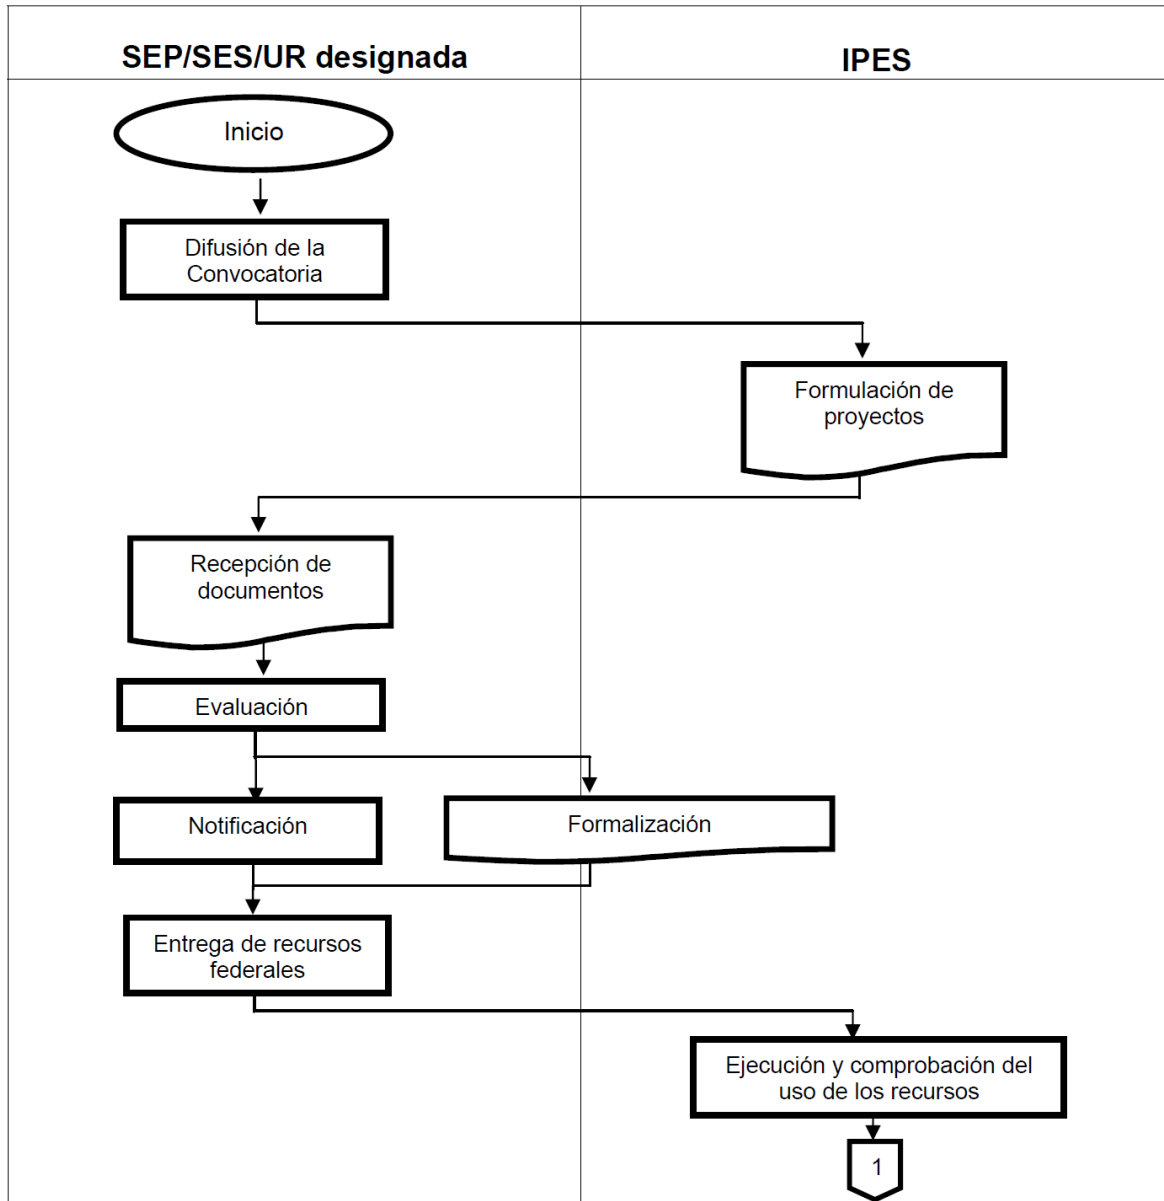 SEP/SES/UR designada
IPES
Inicio
Difusión de la
Convocatoria
Formulación de
proyectos
Recepción de
documentos
Evaluación
Notificación
Formalización
Entrega de recursos
federales
Ejecución y comprobación del
uso de los recursos
1